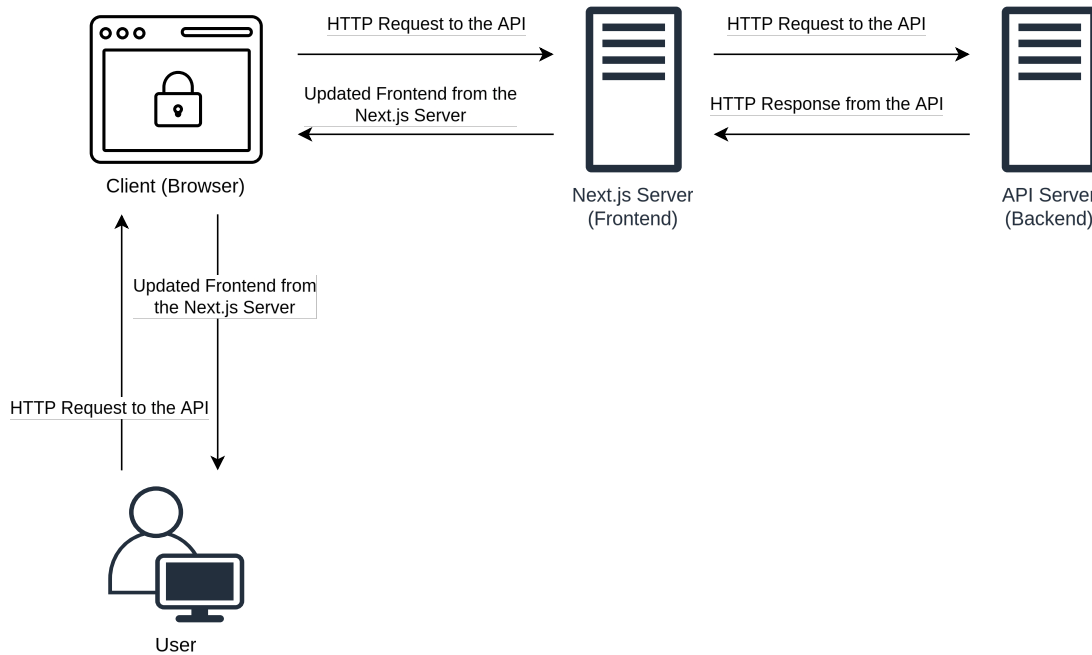 HTTP Request to the API
HTTP Request to the API
Updated Frontend from the
Next.js Server
HTTP Response from the API
Client (Browser)
Next.js Server
(Frontend)
API Server
(Backend)
Updated Frontend from
the Next.js Server
HTTP Request to the API
User